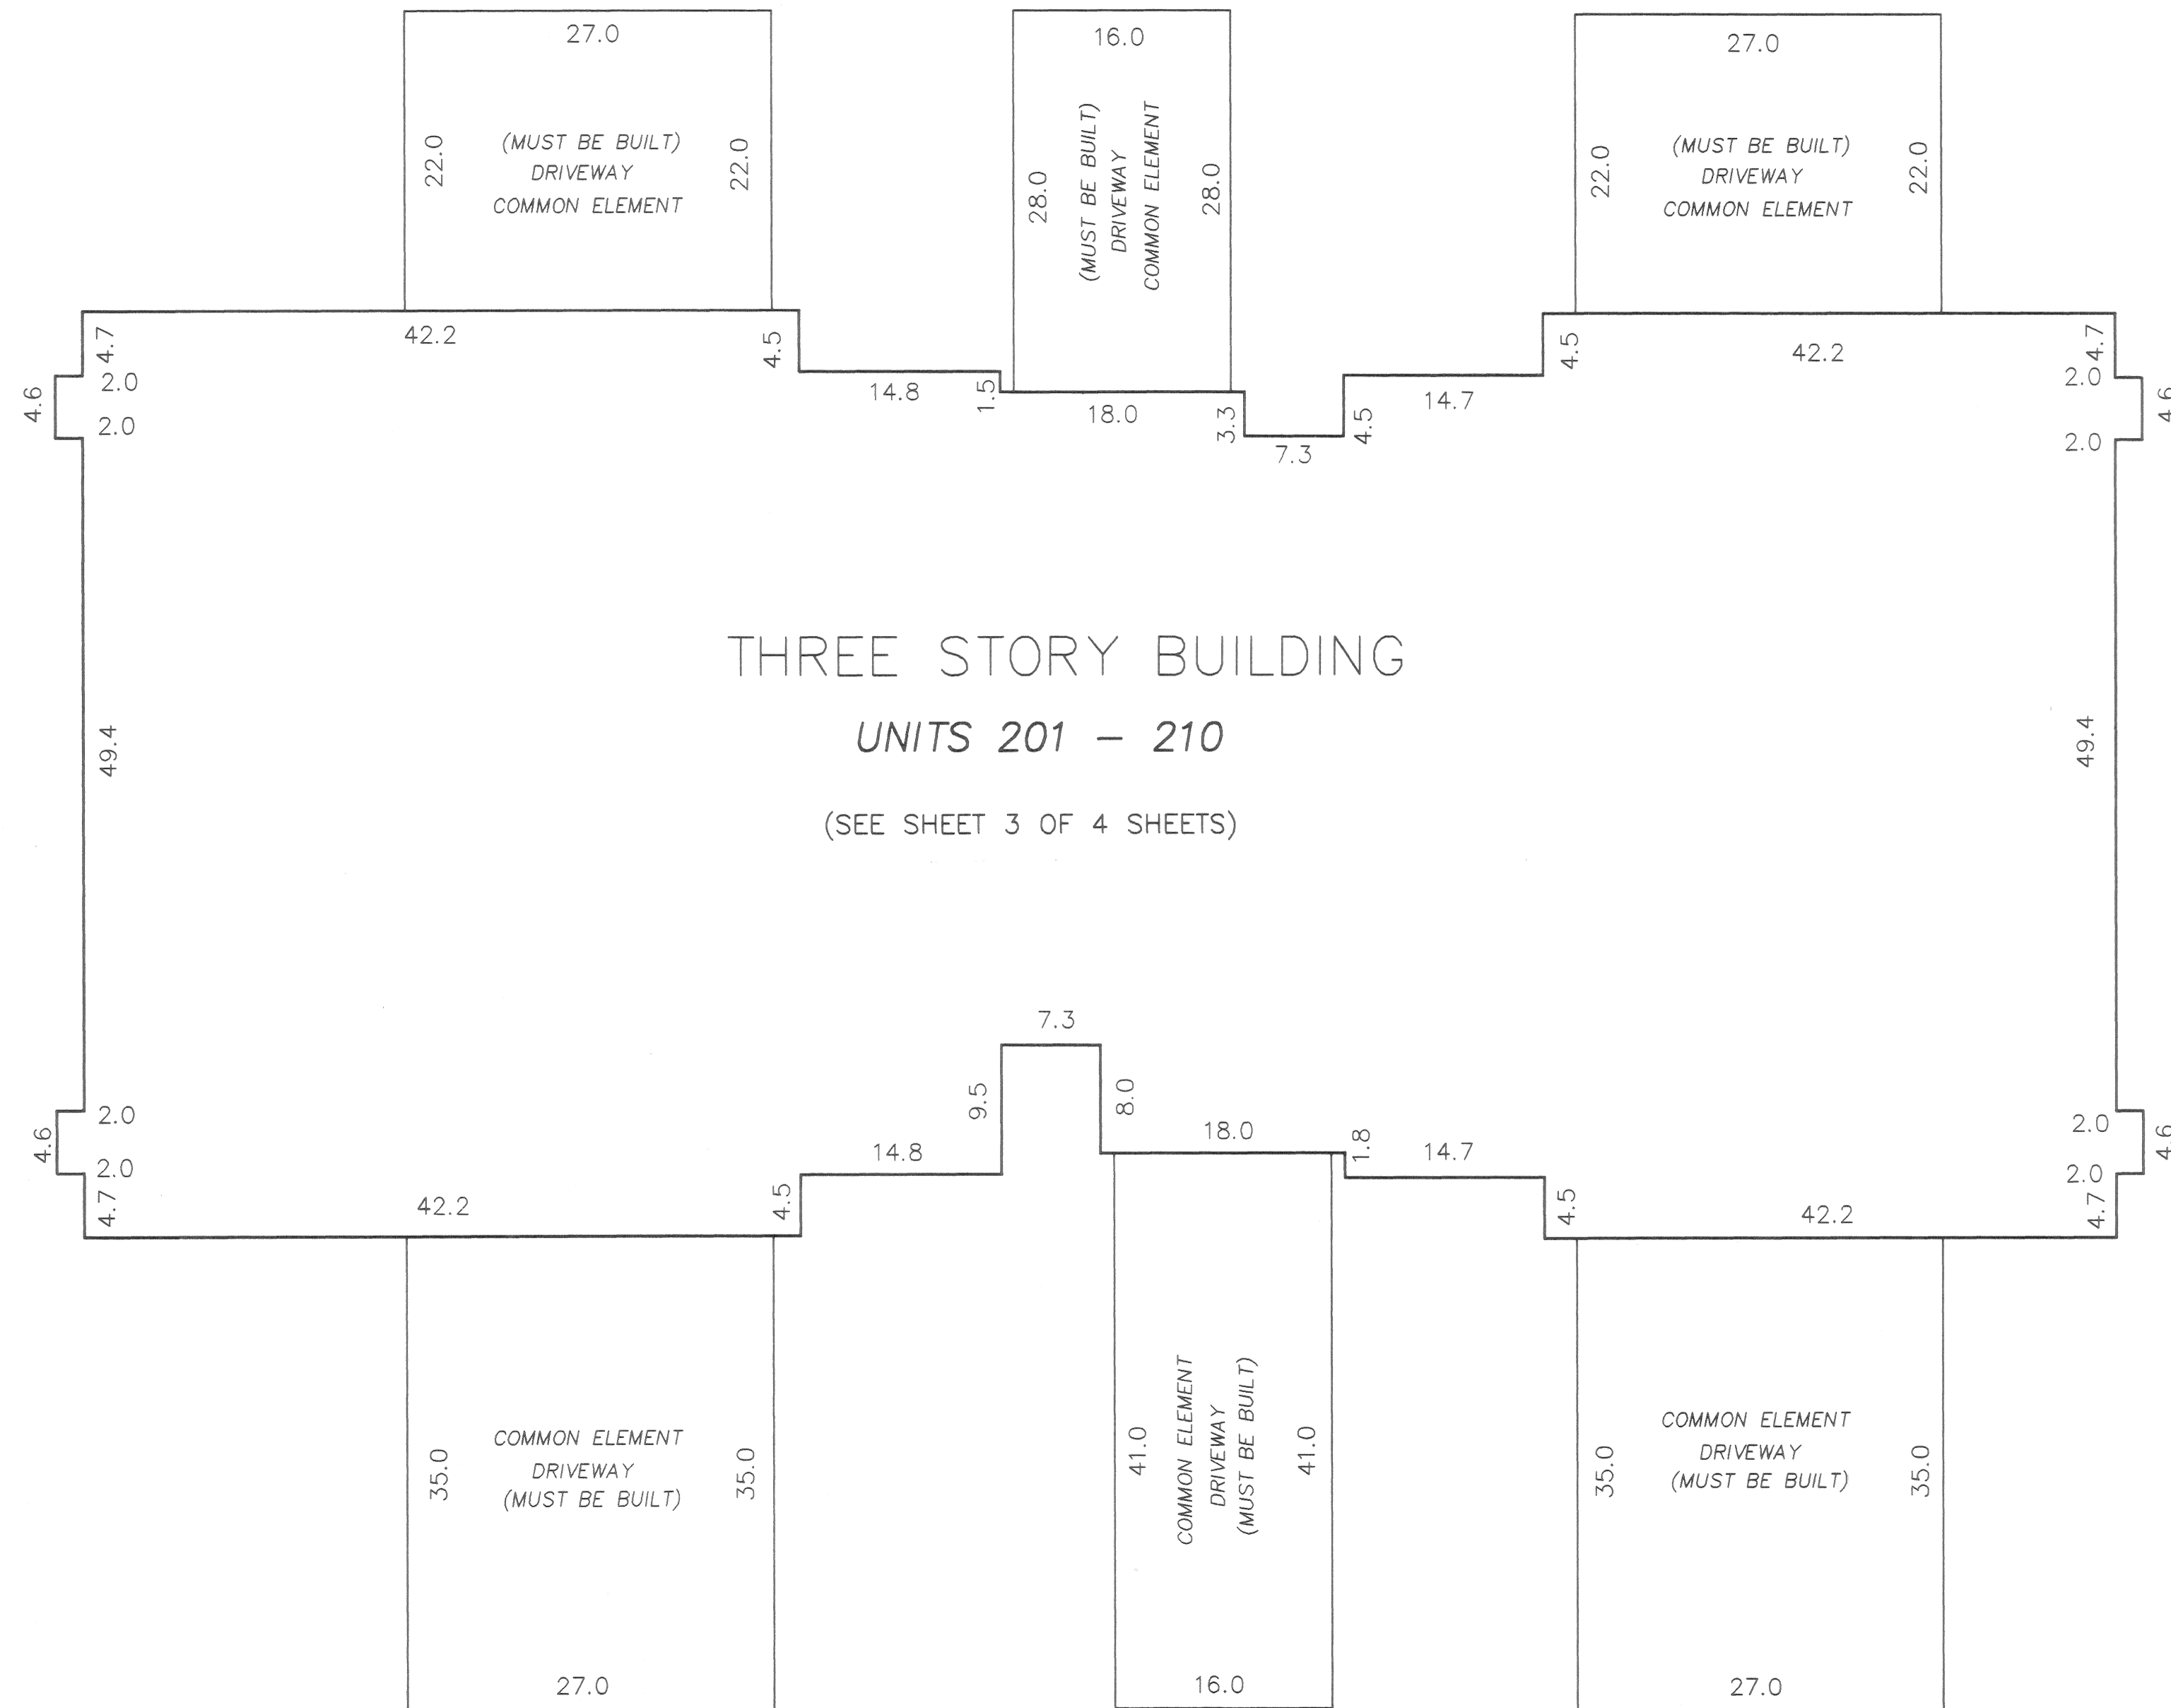 27.0
16.0
27.0
22.0
(MUST BE BUILT)
DRIVEWAY
COMMON ELEMENT
22.0
28.0
(MUST BE BUILT)
DRIVEWAY
COMMON ELEMENT
28.0
22.0
(MUST BE BUILT)
DRIVEWAY
COMMON ELEMENT
22.0
4.7
42.2
4.5
4.5
42.2
4.7
4.6
2.0
2.0
14.8
1.5
18.0
3.3
7.3
4.5
14.7
2.0
2.0
4.6
THREE STORY BUILDING
UNITS 201 – 210
(SEE SHEET 3 OF 4 SHEETS)
49.4
49.4
7.3
9.5
8.0
4.6
2.0
2.0
14.8
18.0
1.8
14.7
2.0
2.0
4.6
4.7
42.2
4.5
4.5
42.2
4.7
35.0
COMMON ELEMENT
DRIVEWAY
(MUST BE BUILT)
35.0
41.0
COMMON ELEMENT
DRIVEWAY
(MUST BE BUILT)
41.0
35.0
COMMON ELEMENT
DRIVEWAY
(MUST BE BUILT)
35.0
27.0
16.0
27.0